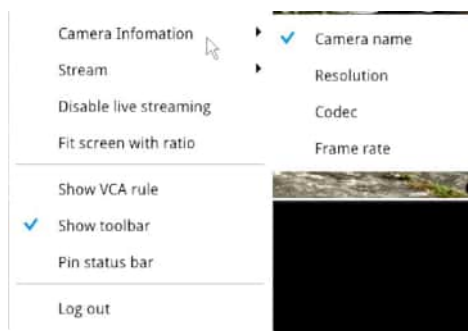 Camera Infomation
Stream
Disable live streaming
Fit screen with ratio
Show VCA rule
Show toolbar
Pin status bar
Log out
Camera name
Resolution
Codec
Frame rate